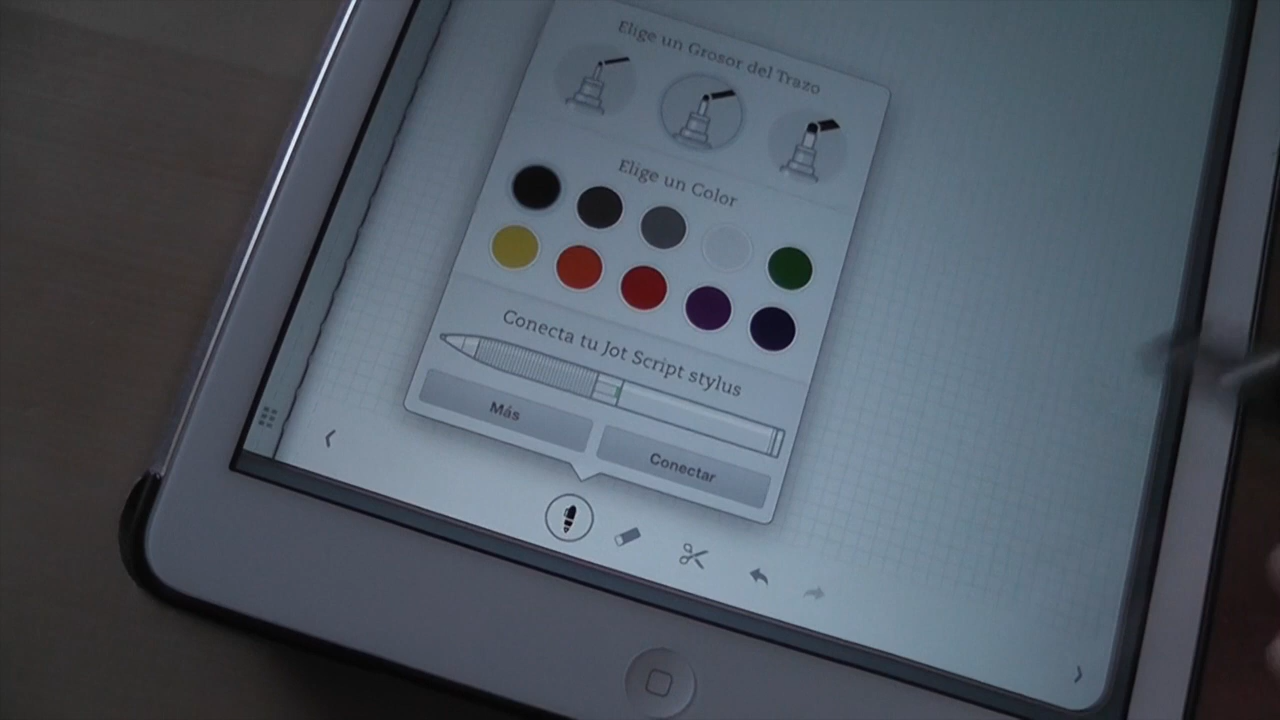 Elige un Grosor del Trazo
Elige un Color
Conecta tu Jot Script stylus
Más
Conectar